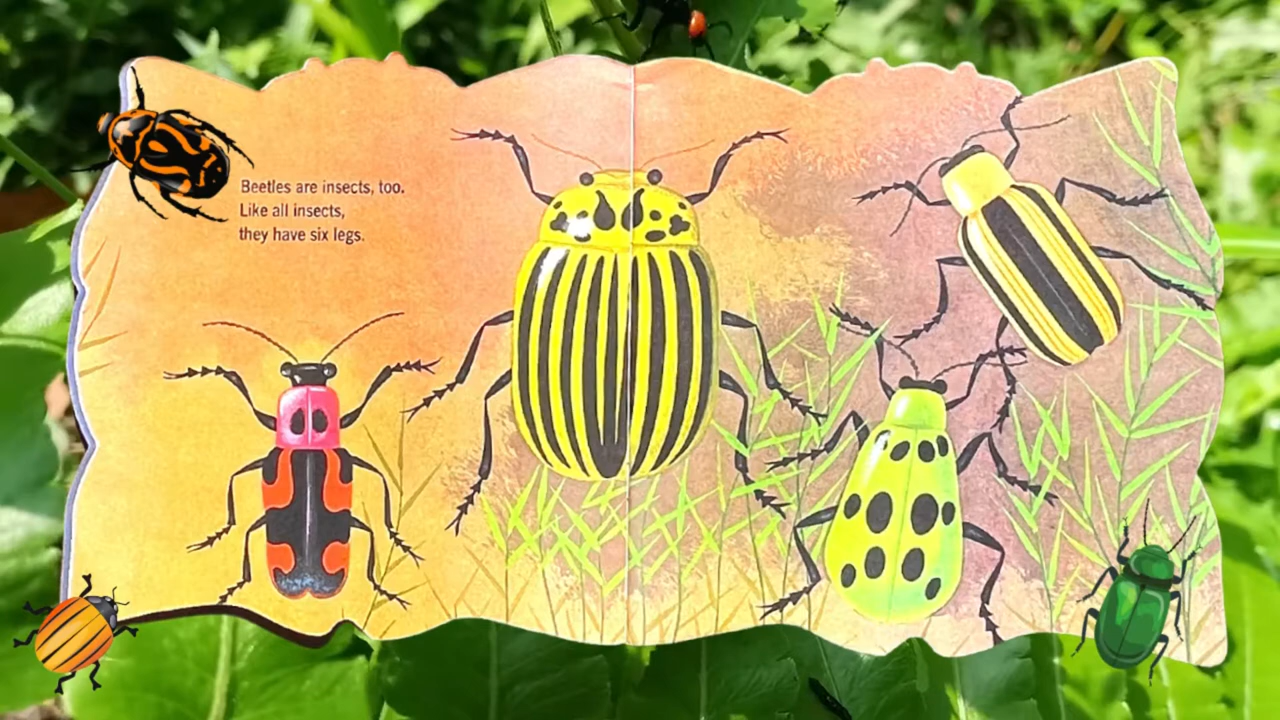 Beetles are insects, too.
Like all insects,
they have six legs.